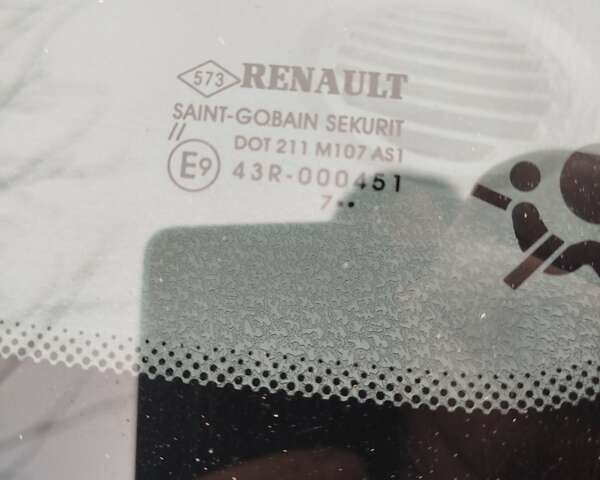 573 RENAULT
SAINT-GOBAIN SEKURIT
//
DOT 211 M107 AS1
E9 43R-000451
7••